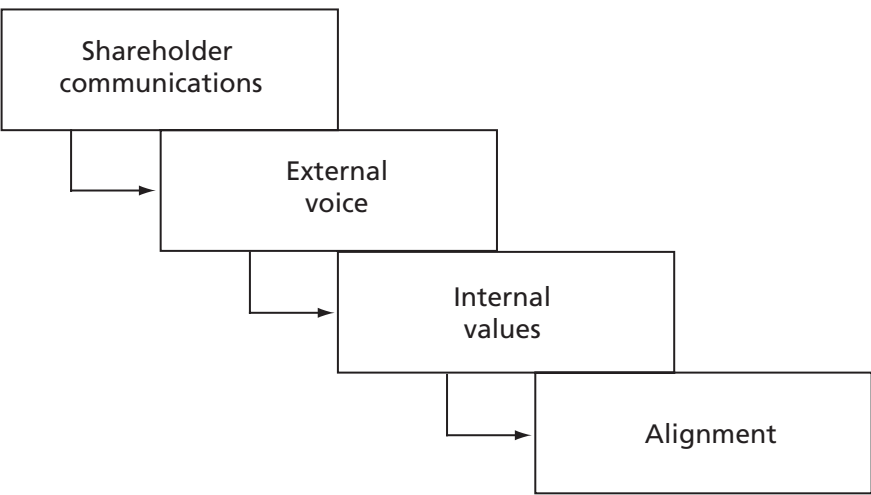 Shareholder
communications
External
voice
Internal
values
Alignment